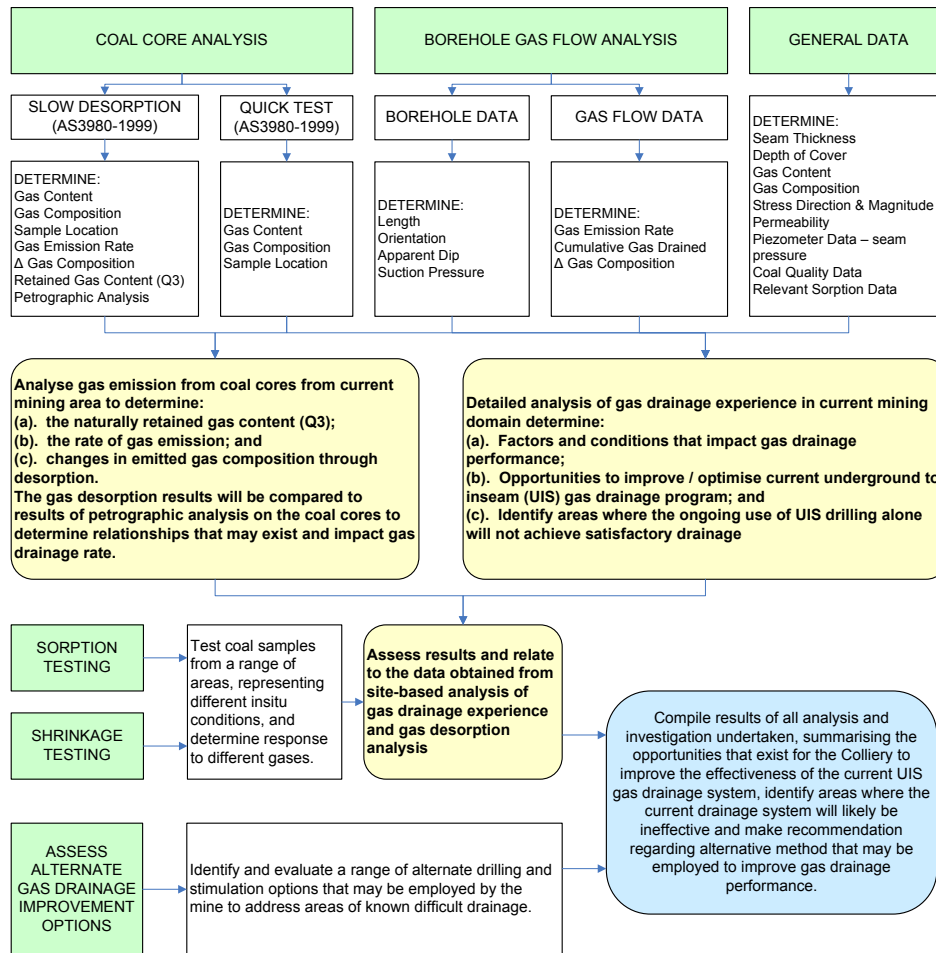 COAL CORE ANALYSIS
BOREHOLE GAS FLOW ANALYSIS
GENERAL DATA
SLOW DESORPTION
(AS3980-1999)
QUICK TEST
(AS3980-1999)
BOREHOLE DATA
GAS FLOW DATA
DETERMINE:
Gas Content
Gas Composition
Sample Location
Gas Emission Rate
Δ Gas Composition
Retained Gas Content (Q3)
Petrographic Analysis
DETERMINE:
Gas Content
Gas Composition
Sample Location
DETERMINE:
Length
Orientation
Apparent Dip
Suction Pressure
DETERMINE:
Gas Emission Rate
Cumulative Gas Drained
Δ Gas Composition
DETERMINE:
Seam Thickness
Depth of Cover
Gas Content
Gas Composition
Stress Direction & Magnitude
Permeability
Piezometer Data – seam
pressure
Coal Quality Data
Relevant Sorption Data
Analyse gas emission from coal cores from current
mining area to determine:
(a). the naturally retained gas content (Q3);
(b). the rate of gas emission; and
(c). changes in emitted gas composition through
desorption.
The gas desorption results will be compared to
results of petrographic analysis on the coal cores to
determine relationships that may exist and impact gas
drainage rate.
Detailed analysis of gas drainage experience in current mining
domain determine:
(a). Factors and conditions that impact gas drainage
performance;
(b). Opportunities to improve / optimise current underground to
inseam (UIS) gas drainage program; and
(c). Identify areas where the ongoing use of UIS drilling alone
will not achieve satisfactory drainage
SORPTION
TESTING
SHRINKAGE
TESTING
Test coal samples
from a range of
areas, representing
different insitu
conditions, and
determine response
to different gases.
Assess results and relate
to the data obtained from
site-based analysis of
gas drainage experience
and gas desorption
analysis
Compile results of all analysis and
investigation undertaken, summarising the
opportunities that exist for the Colliery to
improve the effectiveness of the current UIS
gas drainage system, identify areas where the
current drainage system will likely be
ineffective and make recommendation
regarding alternative method that may be
employed to improve gas drainage
performance.
ASSESS
ALTERNATE
GAS DRAINAGE
IMPROVEMENT
OPTIONS
Identify and evaluate a range of alternate drilling and
stimulation options that may be employed by the
mine to address areas of known difficult drainage.